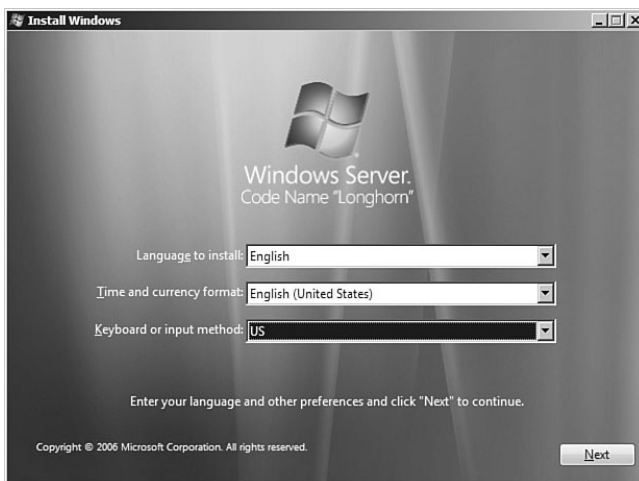 Install Windows
Windows Server.
Code Name "Longhorn"
Language to install: English
Time and currency format: English (United States)
Keyboard or input method: US
Enter your language and other preferences and click "Next" to continue.
Copyright © 2006 Microsoft Corporation. All rights reserved.
Next